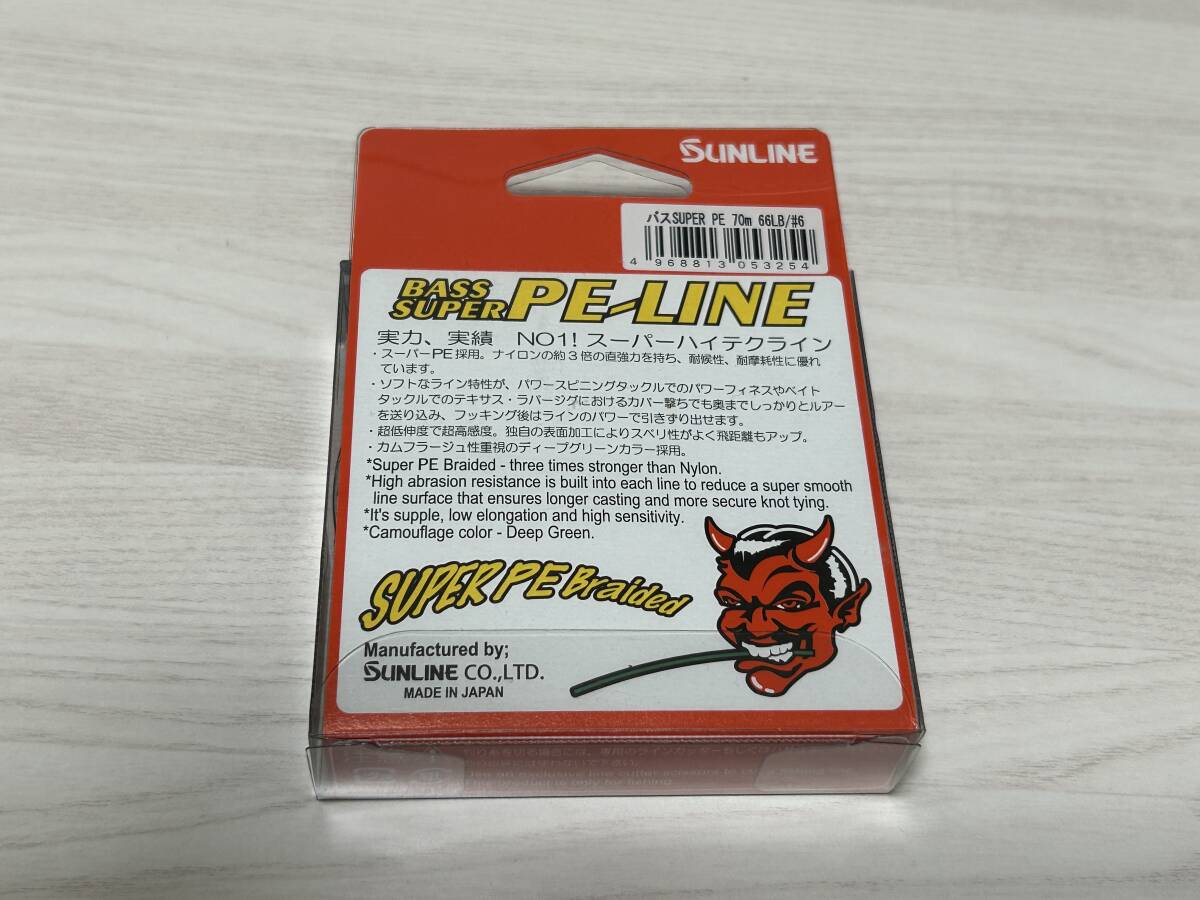 SUNLINE
バスSUPER PE 70m 66LB/#6
4 968813 053254
BASS SUPER PE-LINE
実力、実績 NO1! スーパーハイテクライン
・スーパーPE採用。ナイロンの約3倍の直強力を持ち、耐候性、耐摩耗性に優れ
ています。
・ソフトなライン特性が、パワースピニングタックルでのパワーフィネスやベイト
タックルでのテキサス・ラバージグにおけるカバー撃ちでも奥までしっかりとルアー
を送り込み、フッキング後はラインのパワーで引きずり出せます。
・超低伸度で超高感度。独自の表面加工によりスベリ性がよく飛距離もアップ。
・カムフラージュ性重視のディープグリーンカラー採用。
*Super PE Braided - three times stronger than Nylon.
*High abrasion resistance is built into each line to reduce a super smooth
line surface that ensures longer casting and more secure knot tying.
*It's supple, low elongation and high sensitivity.
*Camouflage color - Deep Green.
SUPER PE Braided
Manufactured by;
SUNLINE CO.,LTD.
MADE IN JAPAN